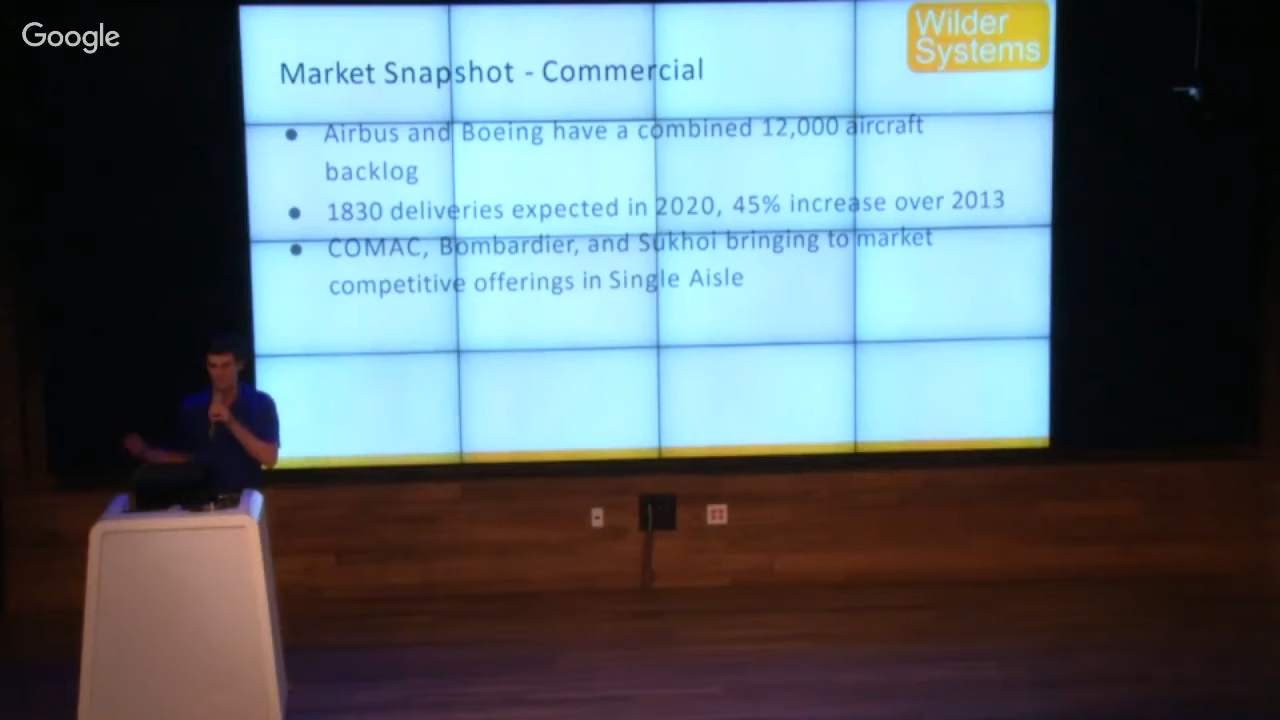 Google
Wilder
Systems
Market Snapshot - Commercial
● Airbus and Boeing have a combined 12,000 aircraft
backlog
● 1830 deliveries expected in 2020, 45% increase over 2013
● COMAC, Bombardier, and Sukhoi bringing to market
competitive offerings in Single Aisle